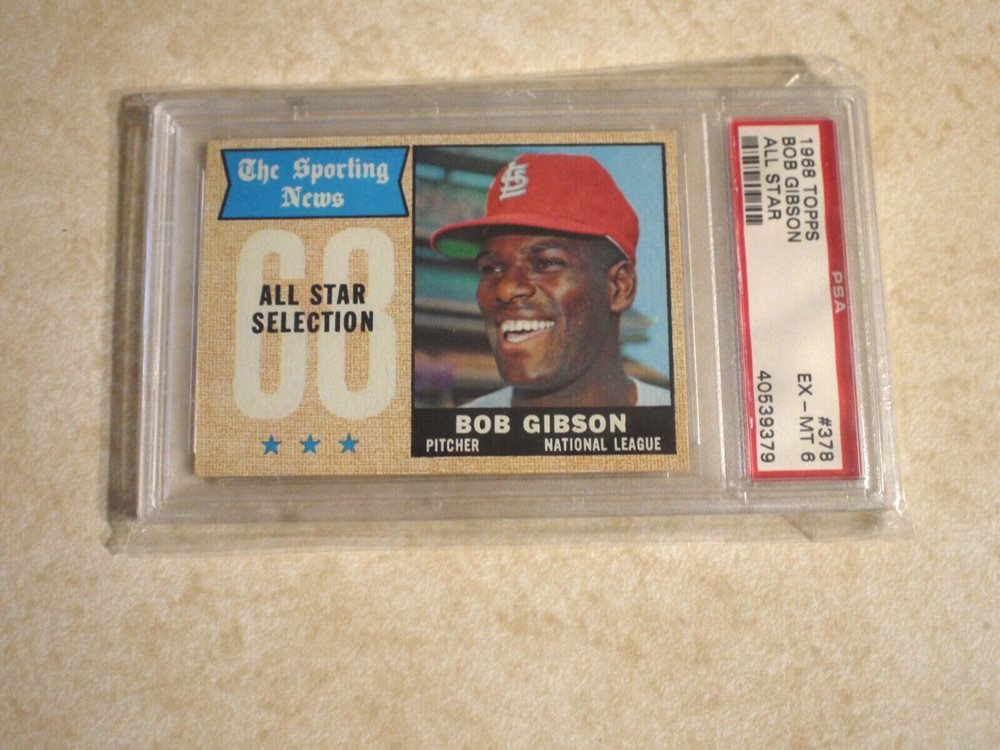 The Sporting
News
68
ALL STAR
SELECTION
STL
BOB GIBSON
PITCHER NATIONAL LEAGUE
1968 TOPPS #378
BOB GIBSON EX - MT 6
ALL STAR 40539379
PSA